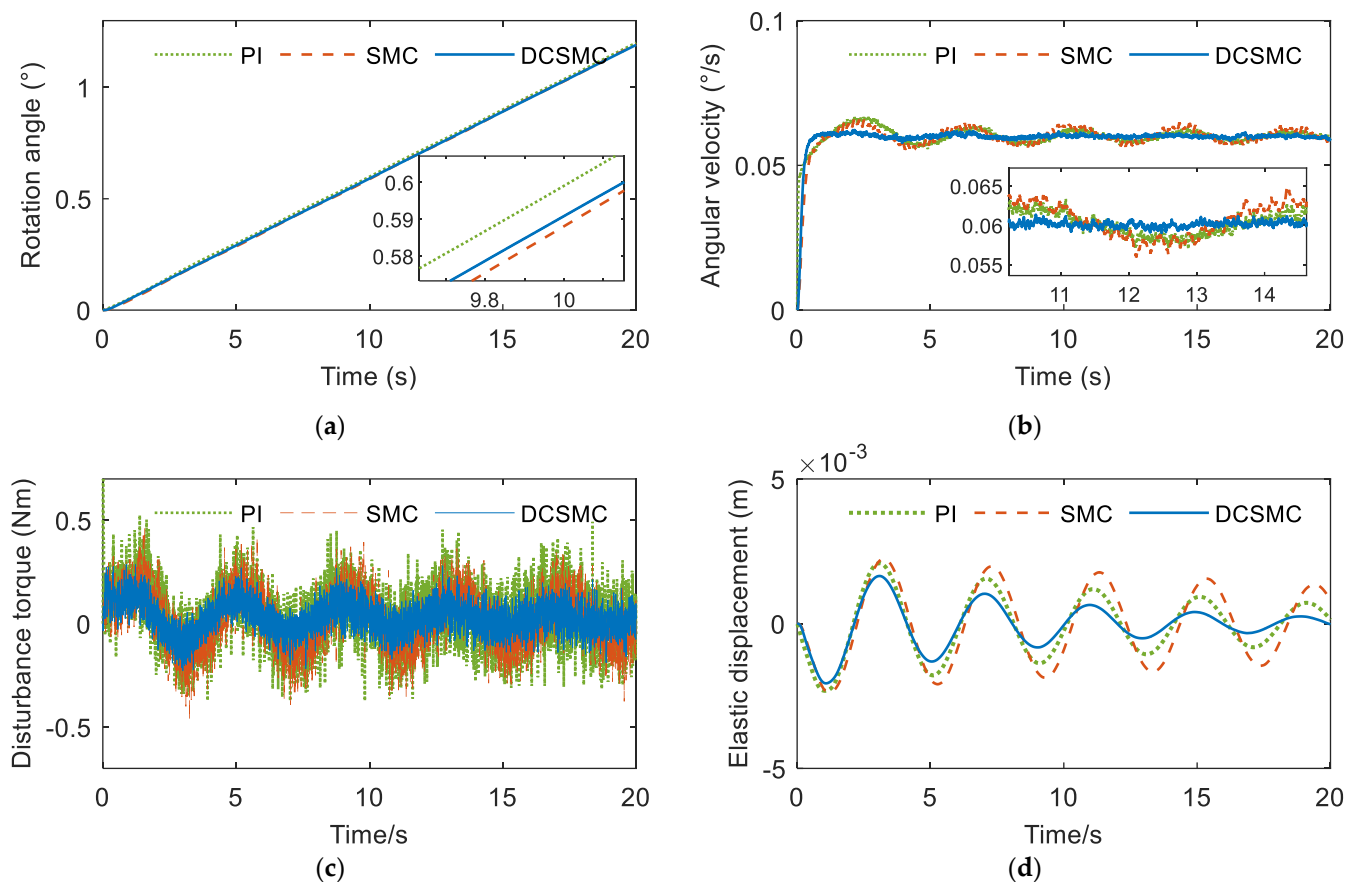 PI SMC DCSMC
Rotation angle (°)
1
0.5
0
0.6
0.59
0.58
9.8 10
0 5 10 15 20
Time (s)
(a)
0.1
PI SMC DCSMC
Angular velocity (°/s)
0.05
0
0.065
0.06
0.055
11 12 13 14
0 5 10 15 20
Time (s)
(b)
PI SMC DCSMC
Disturbance torque (Nm)
0.5
0
-0.5
0 5 10 15 20
Time/s
(c)
×10⁻³
5
PI SMC DCSMC
Elastic displacement (m)
0
-5
0 5 10 15 20
Time/s
(d)